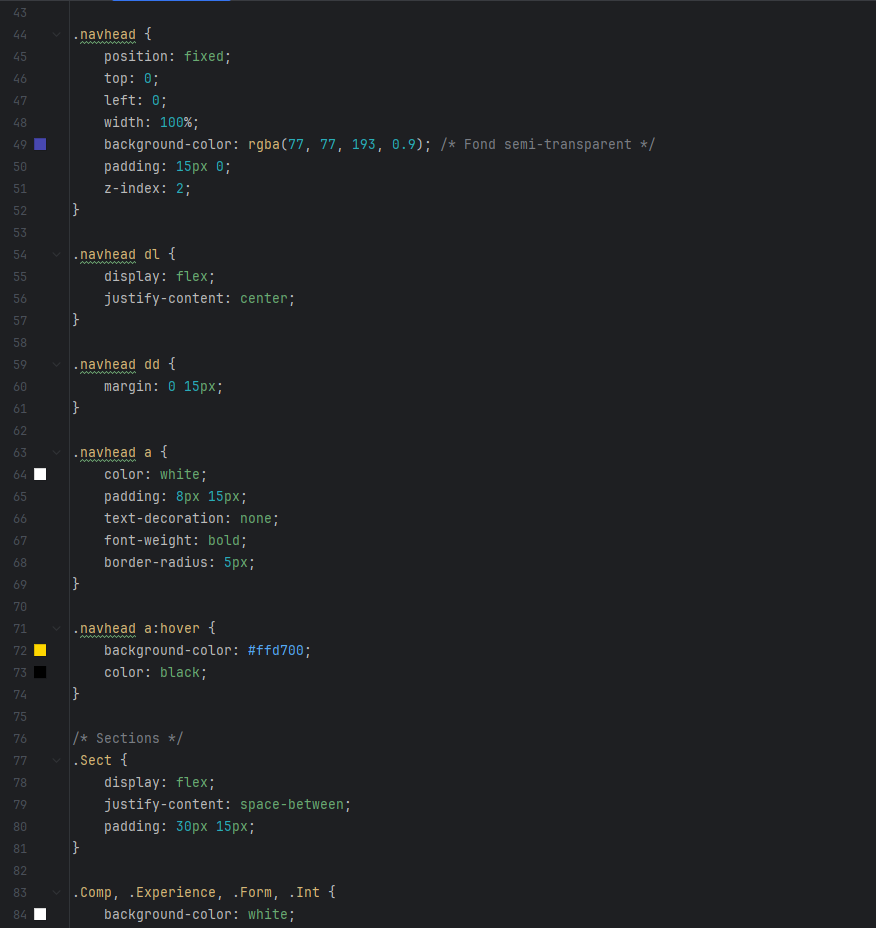 43
44 .navhead {
45 position: fixed;
46 top: 0;
47 left: 0;
48 width: 100%;
49 background-color: rgba(77, 77, 193, 0.9); /* Fond semi-transparent */
50 padding: 15px 0;
51 z-index: 2;
52 }
53
54 .navhead dl {
55 display: flex;
56 justify-content: center;
57 }
58
59 .navhead dd {
60 margin: 0 15px;
61 }
62
63 .navhead a {
64 color: white;
65 padding: 8px 15px;
66 text-decoration: none;
67 font-weight: bold;
68 border-radius: 5px;
69 }
70
71 .navhead a:hover {
72 background-color: #ffd700;
73 color: black;
74 }
75
76 /* Sections */
77 .Sect {
78 display: flex;
79 justify-content: space-between;
80 padding: 30px 15px;
81 }
82
83 .Comp, .Experience, .Form, .Int {
84 background-color: white;